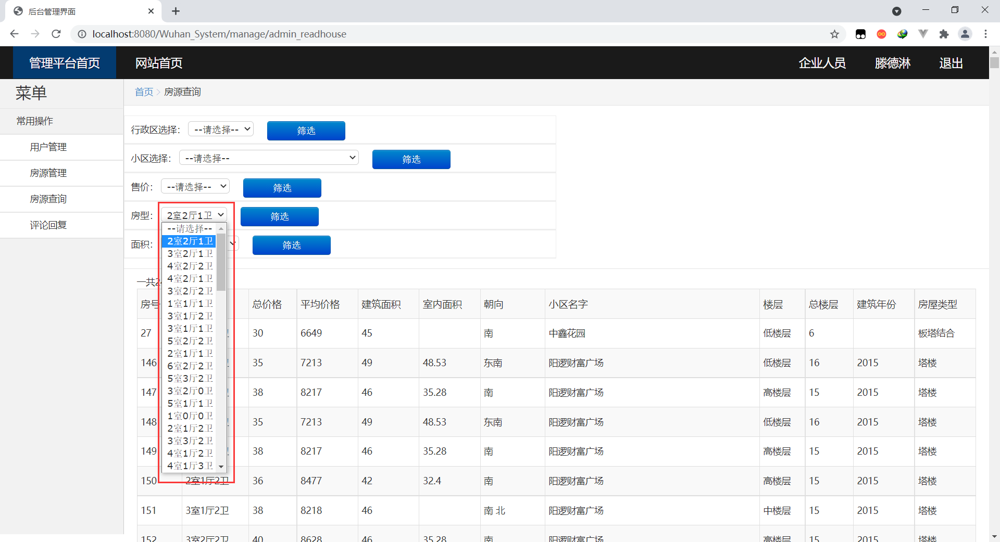 后台管理界面
localhost:8080/Wuhan_System/manage/admin_readhouse
管理平台首页 网站首页 企业人员 滕德淋 退出
菜单
常用操作
用户管理
房源管理
房源查询
评论回复
首页 > 房源查询
行政区选择: --请选择-- 筛选
小区选择: --请选择-- 筛选
售价: --请选择-- 筛选
房型: 2室2厅1卫 筛选
面积: 筛选
--请选择--
2室2厅1卫
3室2厅1卫
4室2厅2卫
4室2厅1卫
3室2厅2卫
1室1厅1卫
3室1厅2卫
3室1厅1卫
5室2厅2卫
2室1厅1卫
6室2厅2卫
5室3厅2卫
3室2厅0卫
5室1厅1卫
1室0厅0卫
2室1厅2卫
3室3厅2卫
4室1厅2卫
4室1厅3卫
一共2
房号 总价格 平均价格 建筑面积 室内面积 朝向 小区名字 楼层 总楼层 建筑年份 房屋类型
27 30 6649 45 南 中鑫花园 低楼层 6 板塔结合
146 35 7213 49 48.53 东南 阳逻财富广场 低楼层 16 2015 塔楼
147 38 8217 46 35.28 南 阳逻财富广场 高楼层 15 2015 塔楼
148 35 7213 49 48.53 东南 阳逻财富广场 低楼层 16 2015 塔楼
149 38 8217 46 35.28 南 阳逻财富广场 高楼层 15 2015 塔楼
150 2室1厅2卫 36 8477 42 32.4 南 阳逻财富广场 高楼层 15 2015 塔楼
151 3室1厅2卫 38 8218 46 南 北 阳逻财富广场 中楼层 15 2015 塔楼
152 3室2厅2卫 40 8628 46 35.28 南 阳逻财富广场 高楼层 15 2015 塔楼